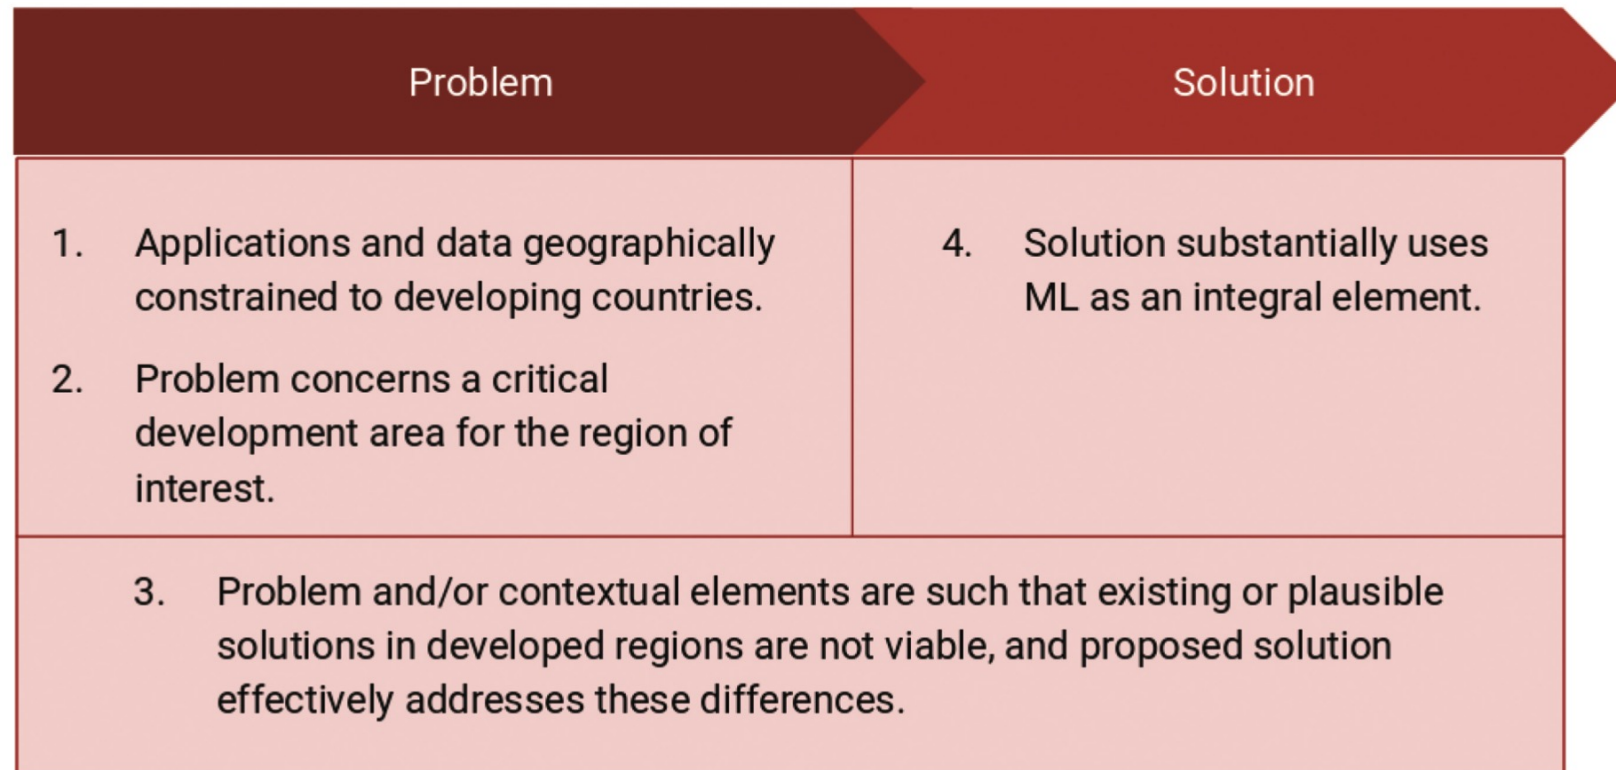 Problem
Solution
1. Applications and data geographically
constrained to developing countries.
2. Problem concerns a critical
development area for the region of
interest.
4. Solution substantially uses
ML as an integral element.
3. Problem and/or contextual elements are such that existing or plausible
solutions in developed regions are not viable, and proposed solution
effectively addresses these differences.